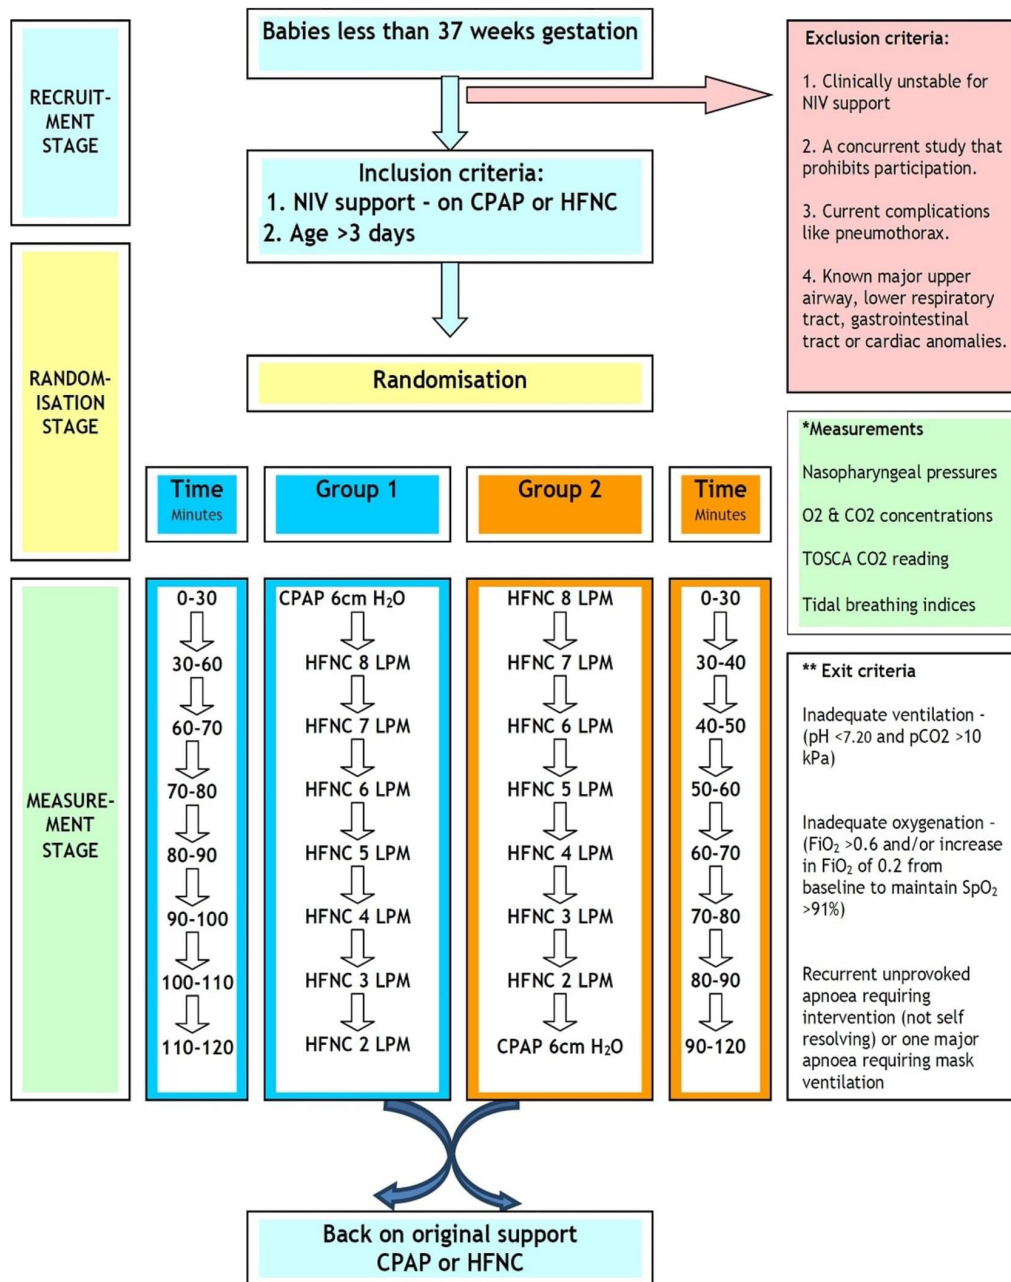 RECRUIT-
MENT
STAGE
Babies less than 37 weeks gestation
Inclusion criteria:
1. NIV support - on CPAP or HFNC
2. Age >3 days
Exclusion criteria:
1. Clinically unstable for
NIV support
2. A concurrent study that
prohibits participation.
3. Current complications
like pneumothorax.
4. Known major upper
airway, lower respiratory
tract, gastrointestinal
tract or cardiac anomalies.
RANDOM-
ISATION
STAGE
Randomisation
*Measurements
Nasopharyngeal pressures
O2 & CO2 concentrations
TOSCA CO2 reading
Tidal breathing indices
Time
Minutes
Group 1
Group 2
Time
Minutes
MEASURE-
MENT
STAGE
0-30
30-60
60-70
70-80
80-90
90-100
100-110
110-120
CPAP 6cm H₂O
HFNC 8 LPM
HFNC 7 LPM
HFNC 6 LPM
HFNC 5 LPM
HFNC 4 LPM
HFNC 3 LPM
HFNC 2 LPM
HFNC 8 LPM
HFNC 7 LPM
HFNC 6 LPM
HFNC 5 LPM
HFNC 4 LPM
HFNC 3 LPM
HFNC 2 LPM
CPAP 6cm H₂O
0-30
30-40
40-50
50-60
60-70
70-80
80-90
90-120
** Exit criteria
Inadequate ventilation -
(pH <7.20 and pCO2 >10
kPa)
Inadequate oxygenation -
(FiO₂ >0.6 and/or increase
in FiO₂ of 0.2 from
baseline to maintain SpO₂
>91%)
Recurrent unprovoked
apnoea requiring
intervention (not self
resolving) or one major
apnoea requiring mask
ventilation
Back on original support
CPAP or HFNC